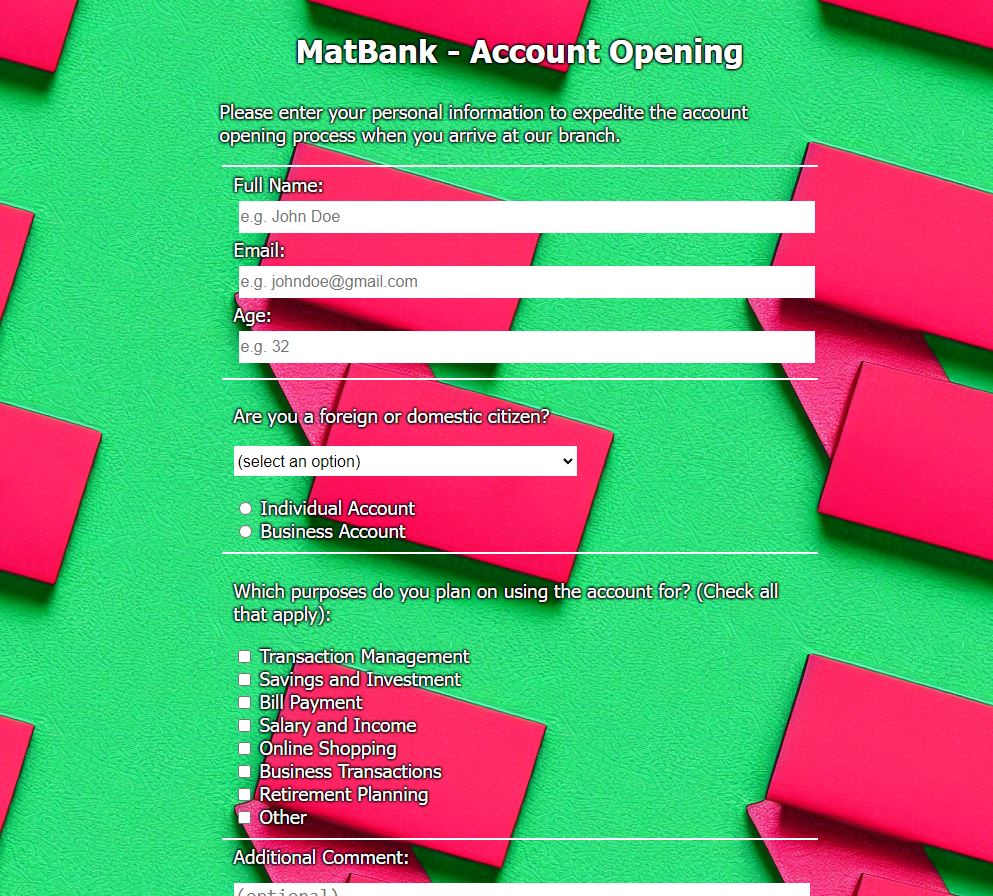 MatBank - Account Opening
Please enter your personal information to expedite the account
opening process when you arrive at our branch.
Full Name:
e.g. John Doe
Email:
e.g. johndoe@gmail.com
Age:
e.g. 32
Are you a foreign or domestic citizen?
(select an option)
Individual Account
Business Account
Which purposes do you plan on using the account for? (Check all
that apply):
Transaction Management
Savings and Investment
Bill Payment
Salary and Income
Online Shopping
Business Transactions
Retirement Planning
Other
Additional Comment:
(optional)